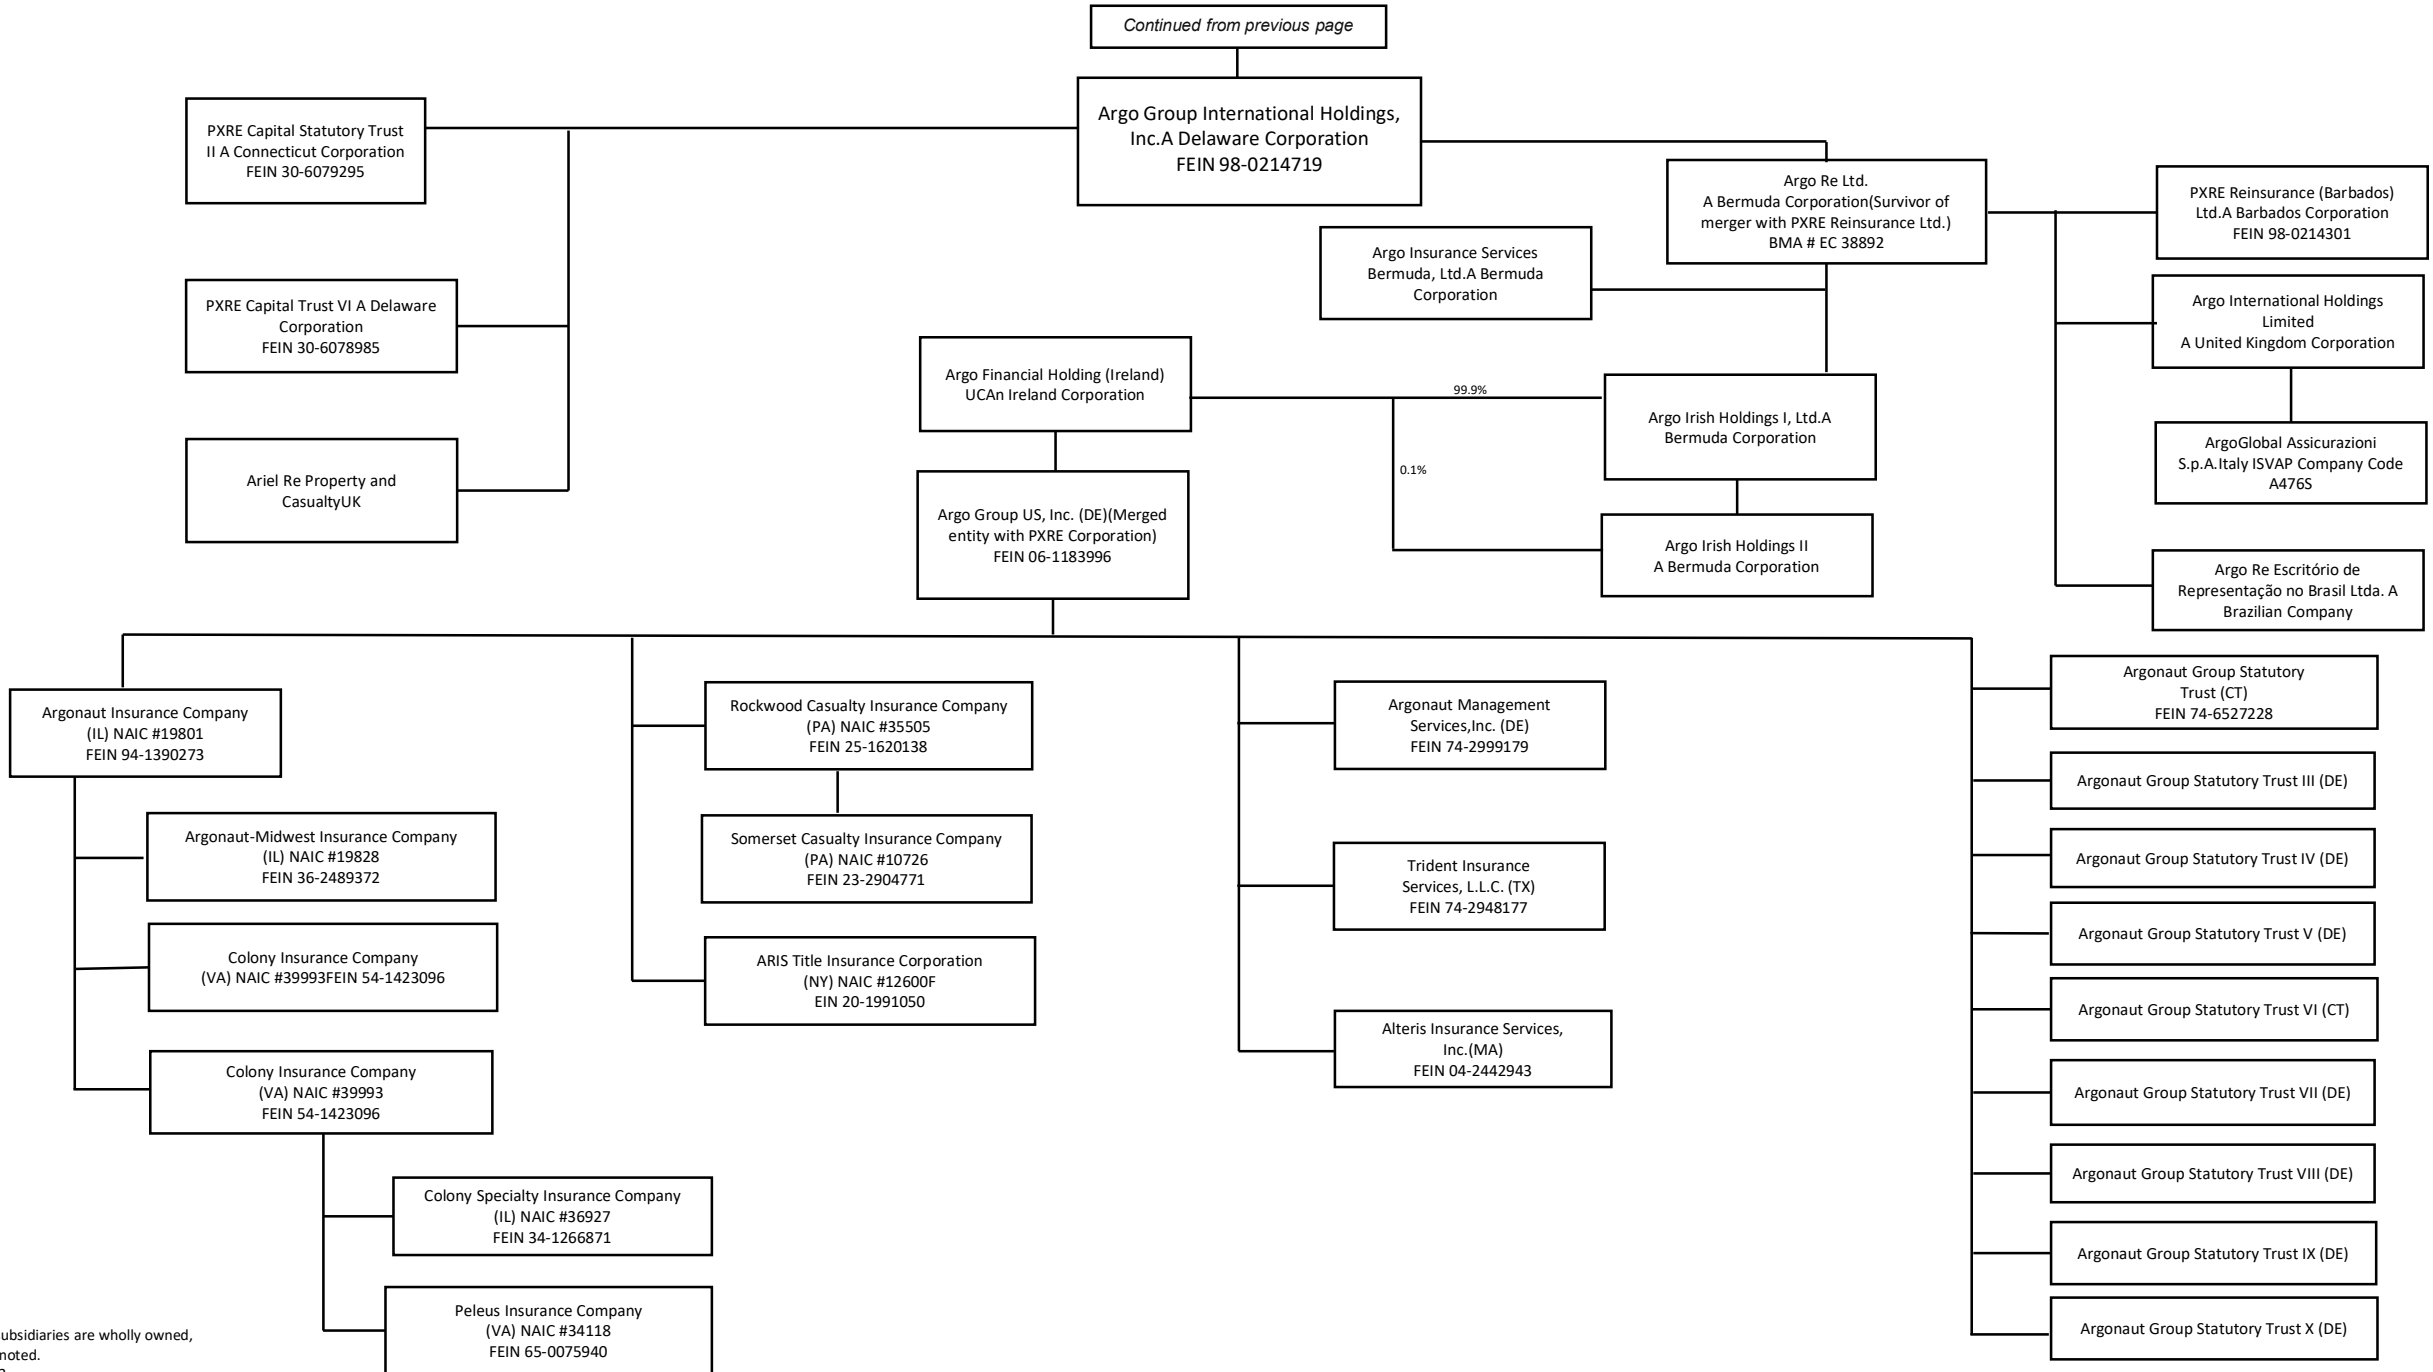 Continued from previous page
Argo Group International Holdings,
Inc.A Delaware Corporation
FEIN 98-0214719
PXRE Capital Statutory Trust
II A Connecticut Corporation
FEIN 30-6079295
PXRE Capital Trust VI A Delaware
Corporation
FEIN 30-6078985
Ariel Re Property and
CasualtyUK
Argo Re Ltd.
A Bermuda Corporation(Survivor of
merger with PXRE Reinsurance Ltd.)
BMA # EC 38892
PXRE Reinsurance (Barbados)
Ltd.A Barbados Corporation
FEIN 98-0214301
Argo Insurance Services
Bermuda, Ltd.A Bermuda
Corporation
Argo International Holdings
Limited
A United Kingdom Corporation
ArgoGlobal Assicurazioni
S.p.A.Italy ISVAP Company Code
A476S
Argo Re Escritório de
Representação no Brasil Ltda. A
Brazilian Company
Argo Financial Holding (Ireland)
UCAn Ireland Corporation
99.9%
0.1%
Argo Irish Holdings I, Ltd.A
Bermuda Corporation
Argo Irish Holdings II
A Bermuda Corporation
Argo Group US, Inc. (DE)(Merged
entity with PXRE Corporation)
FEIN 06-1183996
Argonaut Insurance Company
(IL) NAIC #19801
FEIN 94-1390273
Argonaut-Midwest Insurance Company
(IL) NAIC #19828
FEIN 36-2489372
Colony Insurance Company
(VA) NAIC #39993FEIN 54-1423096
Colony Insurance Company
(VA) NAIC #39993
FEIN 54-1423096
Colony Specialty Insurance Company
(IL) NAIC #36927
FEIN 34-1266871
Peleus Insurance Company
(VA) NAIC #34118
FEIN 65-0075940
Rockwood Casualty Insurance Company
(PA) NAIC #35505
FEIN 25-1620138
Somerset Casualty Insurance Company
(PA) NAIC #10726
FEIN 23-2904771
ARIS Title Insurance Corporation
(NY) NAIC #12600F
EIN 20-1991050
Argonaut Management
Services,Inc. (DE)
FEIN 74-2999179
Trident Insurance
Services, L.L.C. (TX)
FEIN 74-2948177
Alteris Insurance Services,
Inc.(MA)
FEIN 04-2442943
Argonaut Group Statutory
Trust (CT)
FEIN 74-6527228
Argonaut Group Statutory Trust III (DE)
Argonaut Group Statutory Trust IV (DE)
Argonaut Group Statutory Trust V (DE)
Argonaut Group Statutory Trust VI (CT)
Argonaut Group Statutory Trust VII (DE)
Argonaut Group Statutory Trust VIII (DE)
Argonaut Group Statutory Trust IX (DE)
Argonaut Group Statutory Trust X (DE)
subsidiaries are wholly owned,
noted.